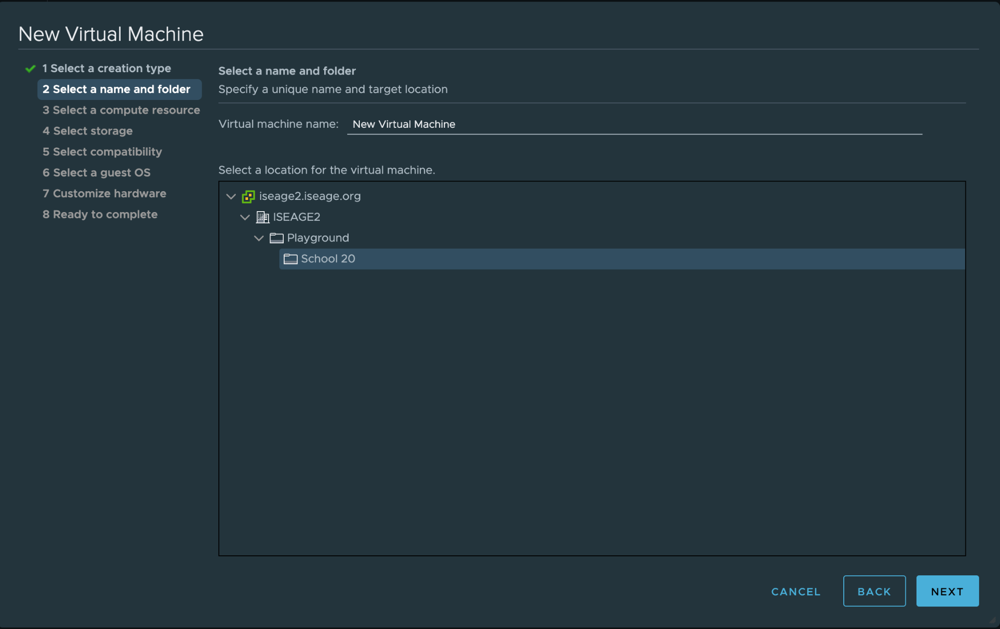 New Virtual Machine
1 Select a creation type
2 Select a name and folder
3 Select a compute resource
4 Select storage
5 Select compatibility
6 Select a guest OS
7 Customize hardware
8 Ready to complete
Select a name and folder
Specify a unique name and target location
Virtual machine name: New Virtual Machine
Select a location for the virtual machine.
iseage2.iseage.org
ISEAGE2
Playground
School 20
CANCEL BACK NEXT